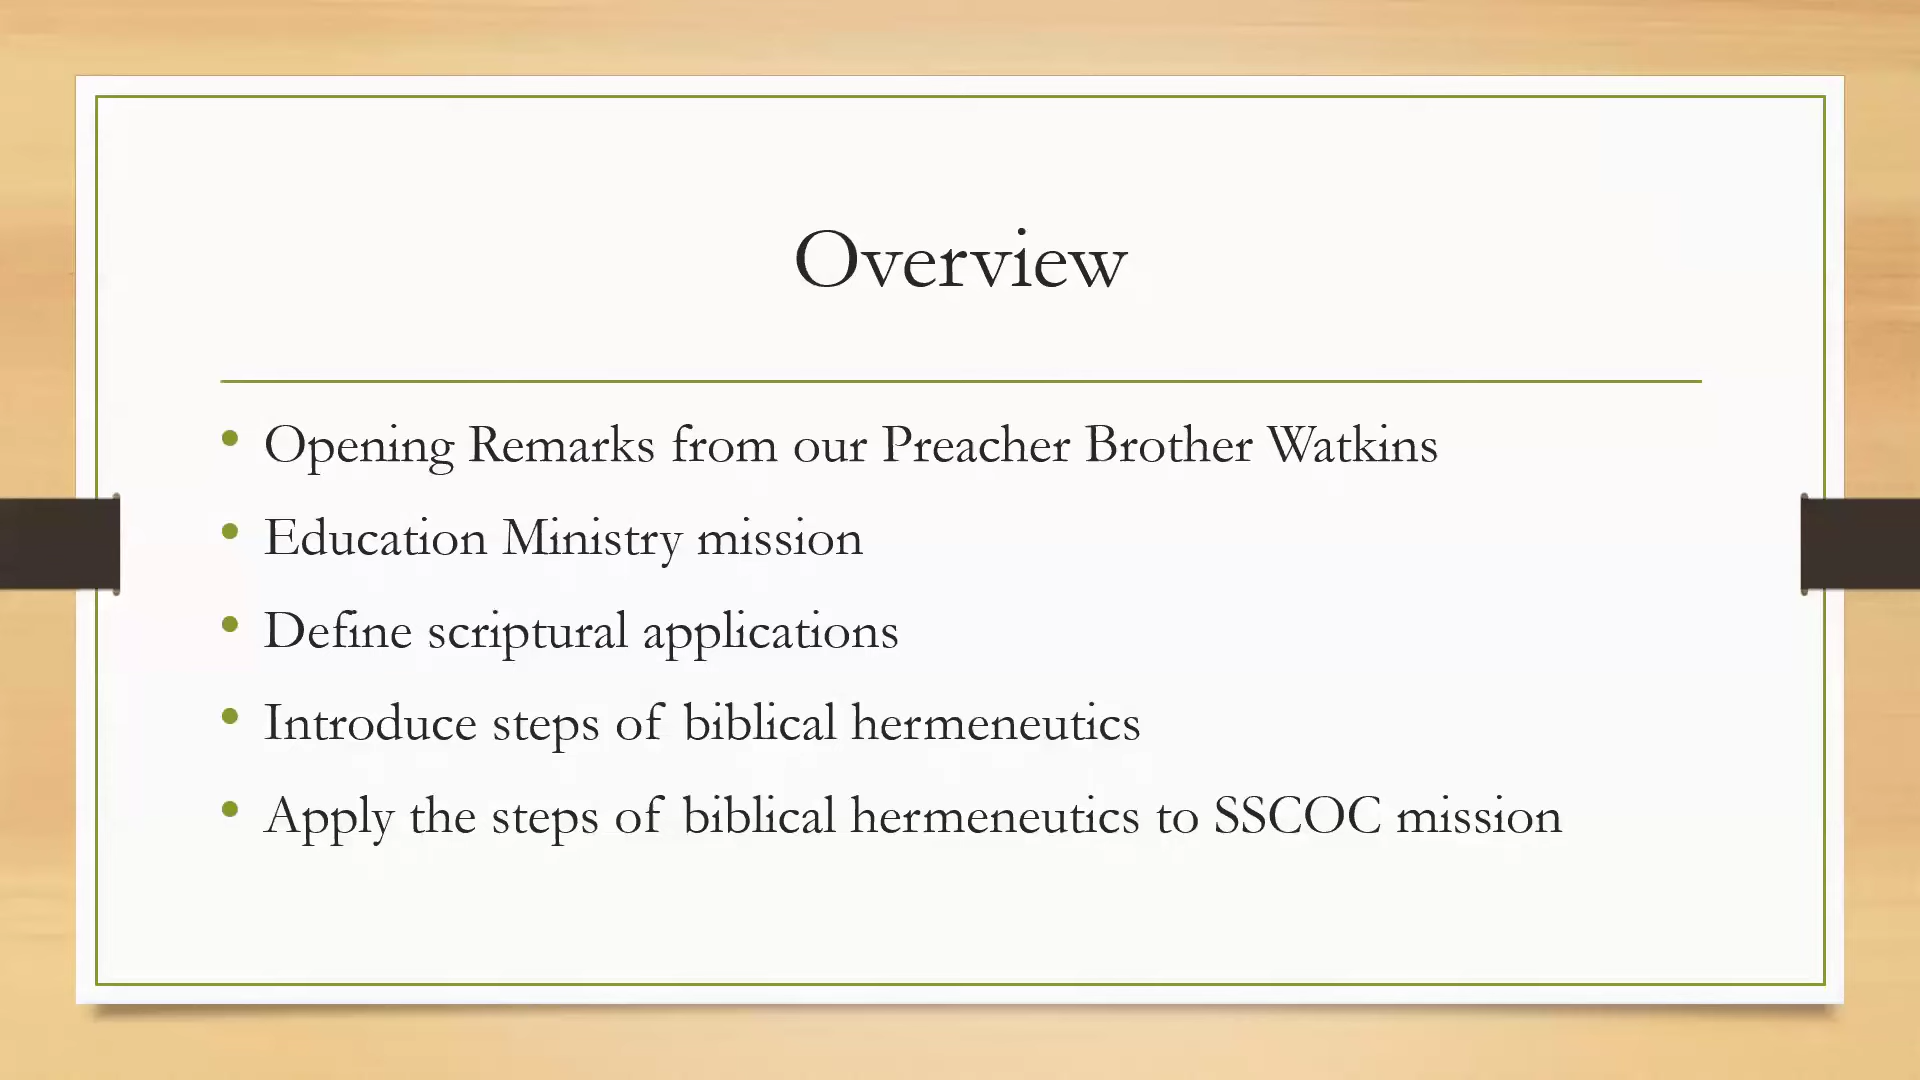 Overview
• Opening Remarks from our Preacher Brother Watkins
• Education Ministry mission
• Define scriptural applications
• Introduce steps of biblical hermeneutics
• Apply the steps of biblical hermeneutics to SSCOC mission